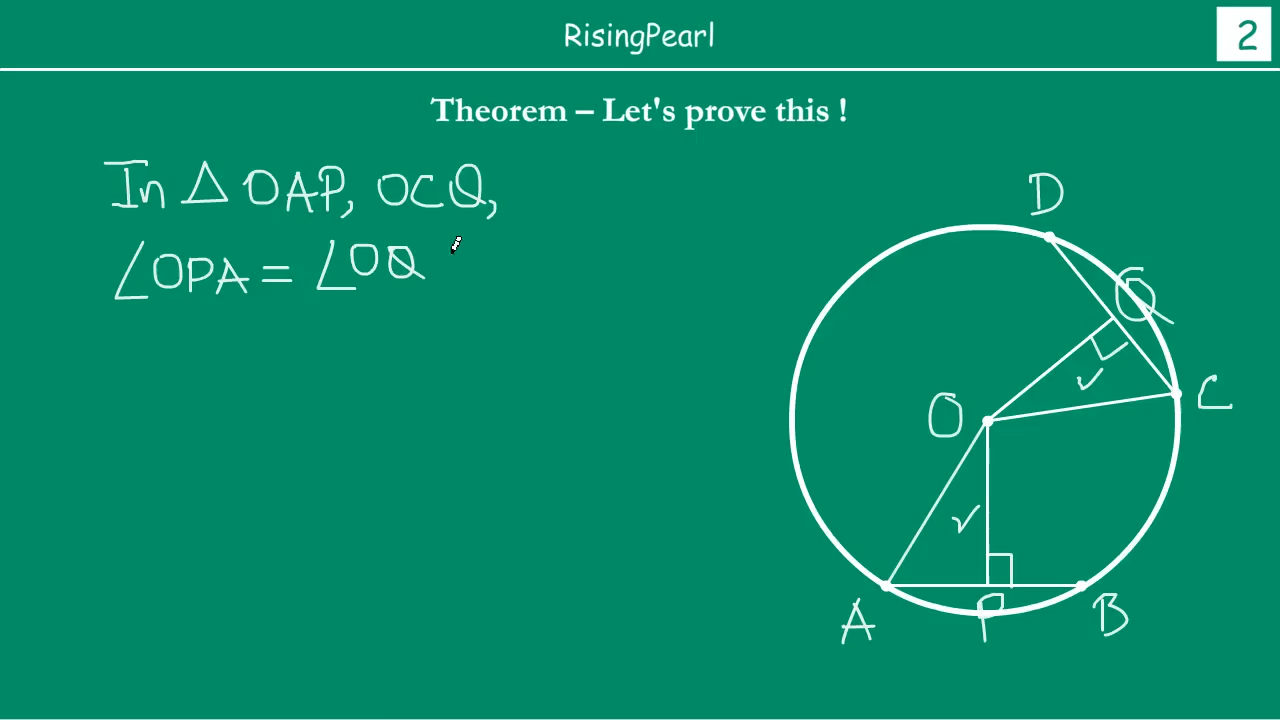 RisingPearl
2
Theorem – Let's prove this !
In △ OAP, OCQ,
∠OPA = ∠OQ
D
Q
C
O
A
P
B